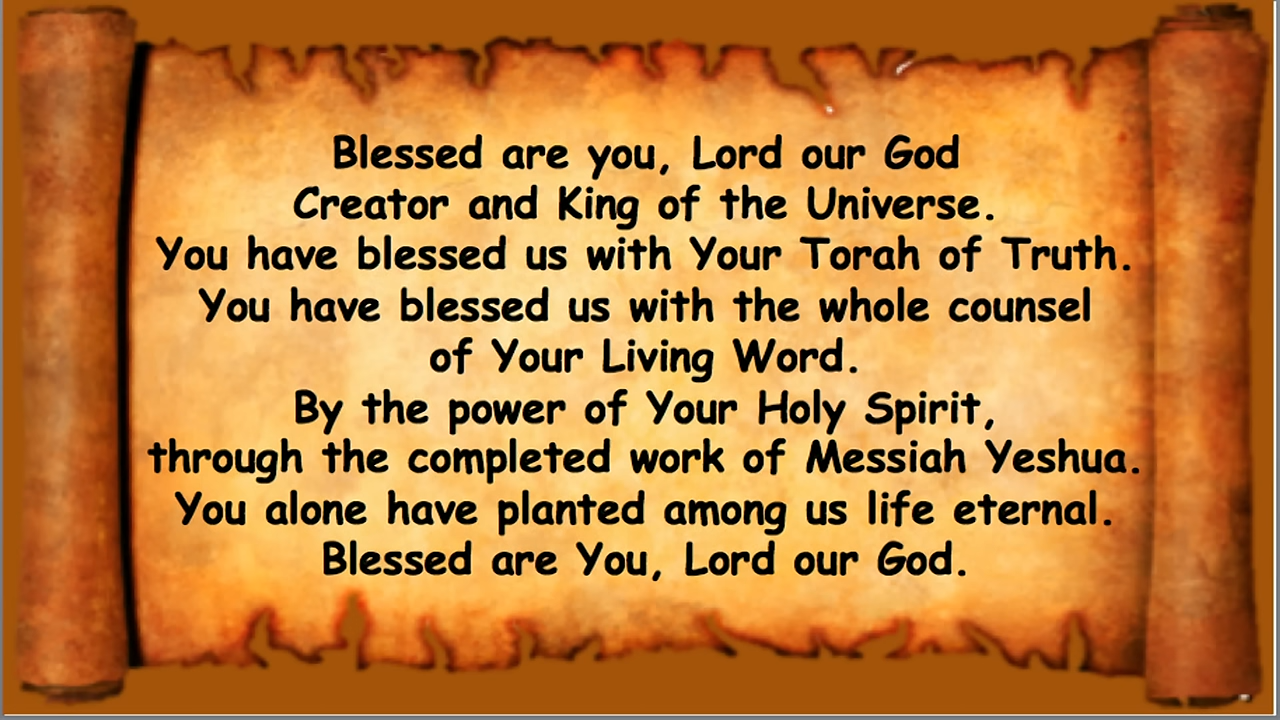 Blessed are you, Lord our God
Creator and King of the Universe.
You have blessed us with Your Torah of Truth.
You have blessed us with the whole counsel
of Your Living Word.
By the power of Your Holy Spirit,
through the completed work of Messiah Yeshua.
You alone have planted among us life eternal.
Blessed are You, Lord our God.